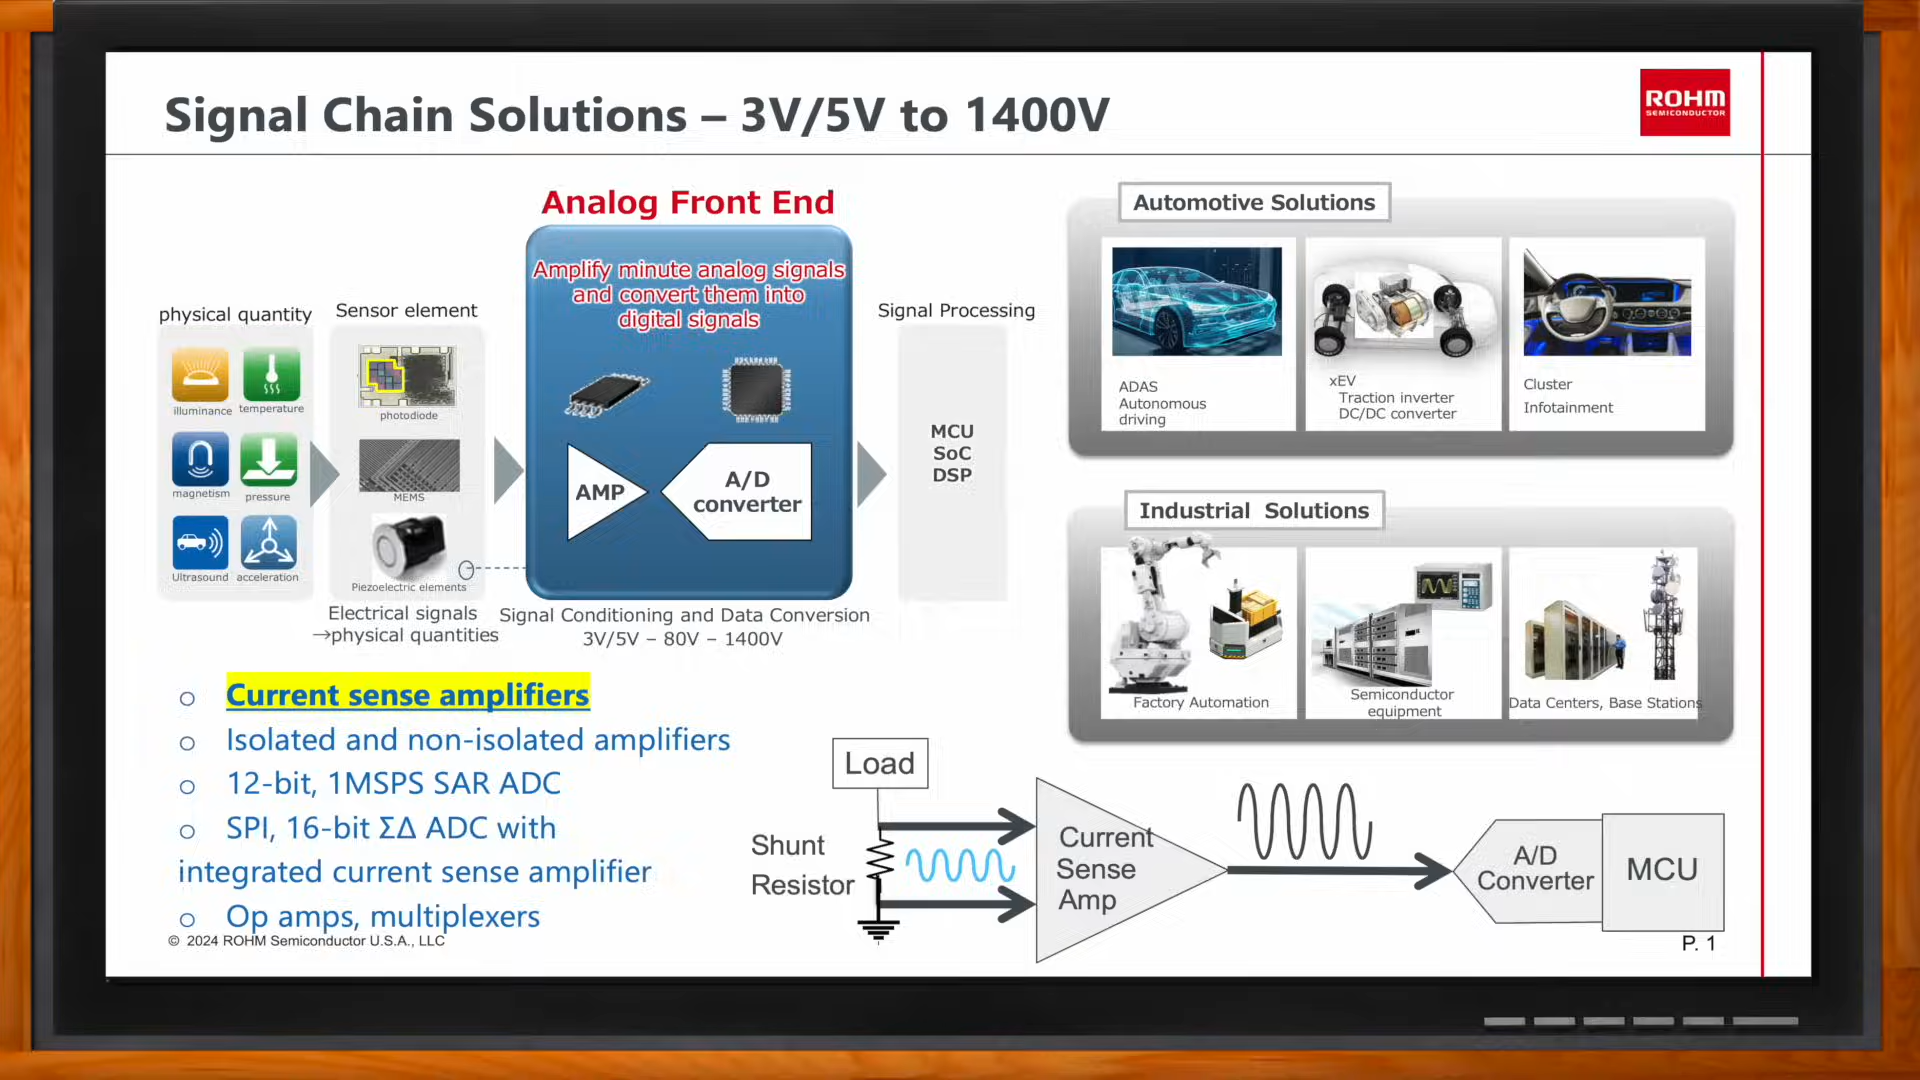 Signal Chain Solutions – 3V/5V to 1400V
ROHM
SEMICONDUCTOR
Analog Front End
Amplify minute analog signals
and convert them into
digital signals
physical quantity
illuminance
temperature
magnetism
pressure
Ultrasound
acceleration
Sensor element
photodiode
MEMS
Piezoelectric elements
Electrical signals
→physical quantities
AMP
A/D
converter
Signal Conditioning and Data Conversion
3V/5V – 80V – 1400V
Signal Processing
MCU
SoC
DSP
Automotive Solutions
ADAS
Autonomous
driving
xEV
Traction inverter
DC/DC converter
Cluster
Infotainment
Industrial Solutions
Factory Automation
Semiconductor
equipment
Data Centers, Base Stations
o Current sense amplifiers
o Isolated and non-isolated amplifiers
o 12-bit, 1MSPS SAR ADC
o SPI, 16-bit ΣΔ ADC with
integrated current sense amplifier
o Op amps, multiplexers
Load
Shunt
Resistor
Current
Sense
Amp
A/D
Converter
MCU
© 2024 ROHM Semiconductor U.S.A., LLC
P. 1